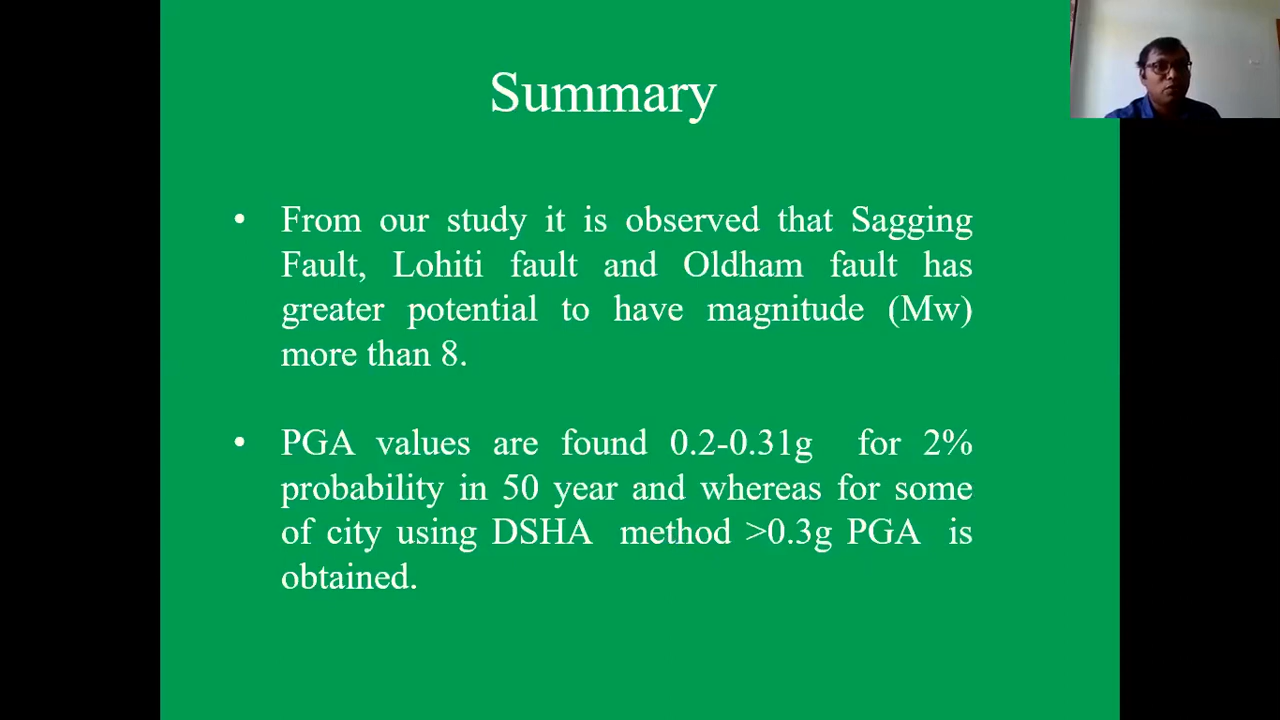 Summary
• From our study it is observed that Sagging
Fault, Lohiti fault and Oldham fault has
greater potential to have magnitude (Mw)
more than 8.
• PGA values are found 0.2-0.31g for 2%
probability in 50 year and whereas for some
of city using DSHA method >0.3g PGA is
obtained.